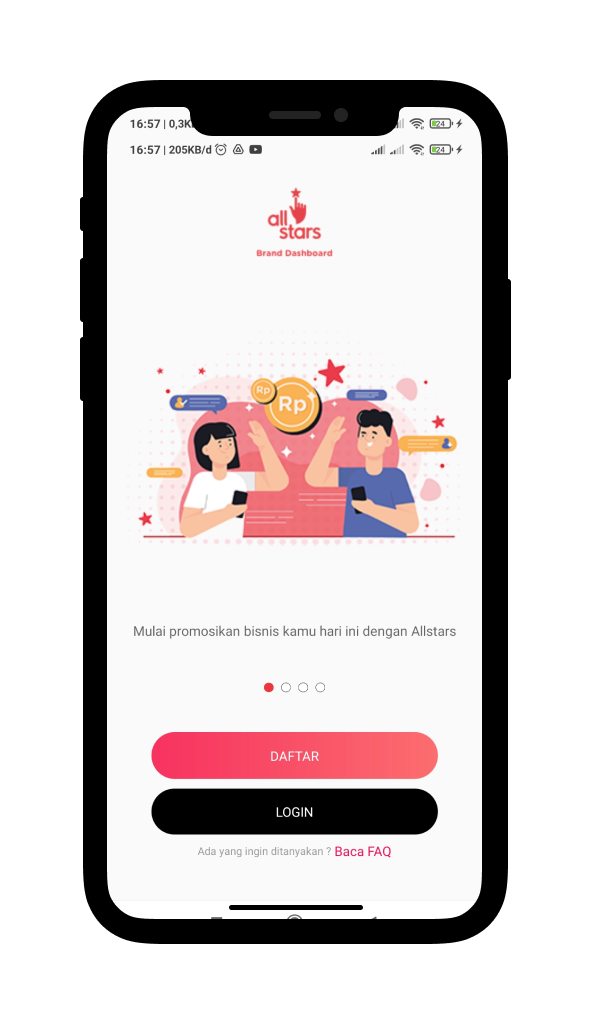 16:57 | 0,3K
24
16:57 | 205KB/d
24
all
stars
Brand Dashboard
Rp
Rp
Mulai promosikan bisnis kamu hari ini dengan Allstars
DAFTAR
LOGIN
Ada yang ingin ditanyakan ? Baca FAQ